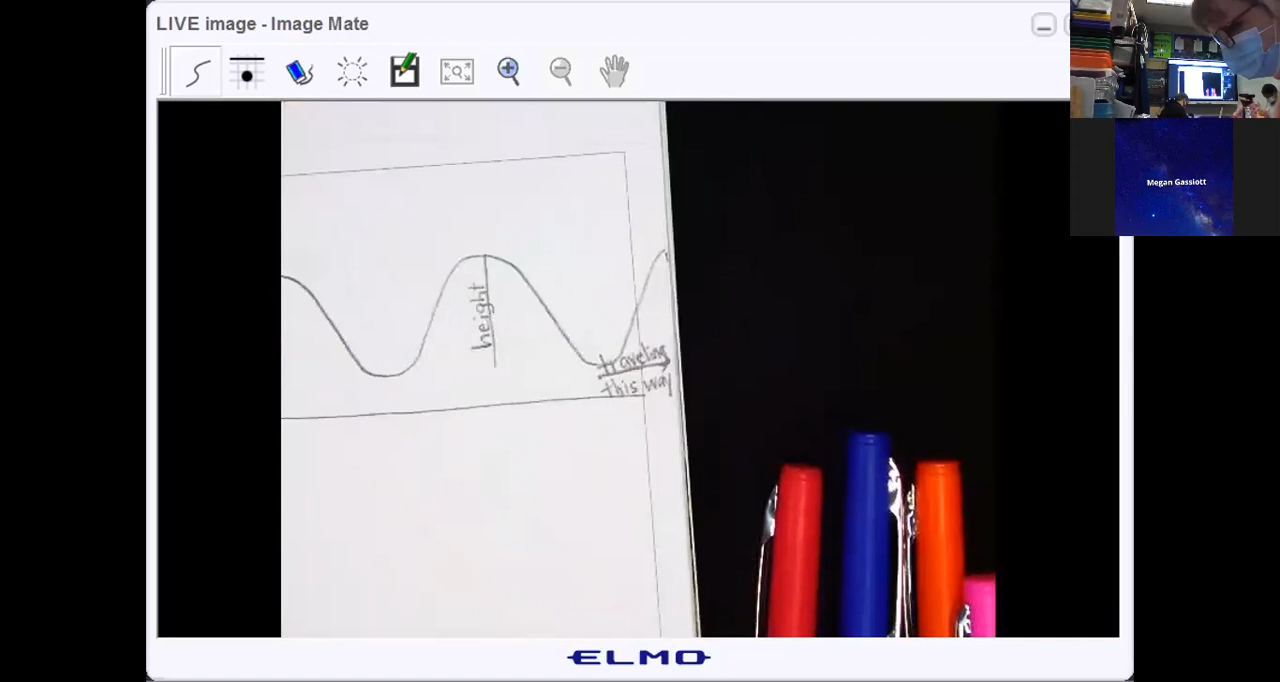 LIVE image - Image Mate
Megan Gassiott
height
traveling
this way
ELMO